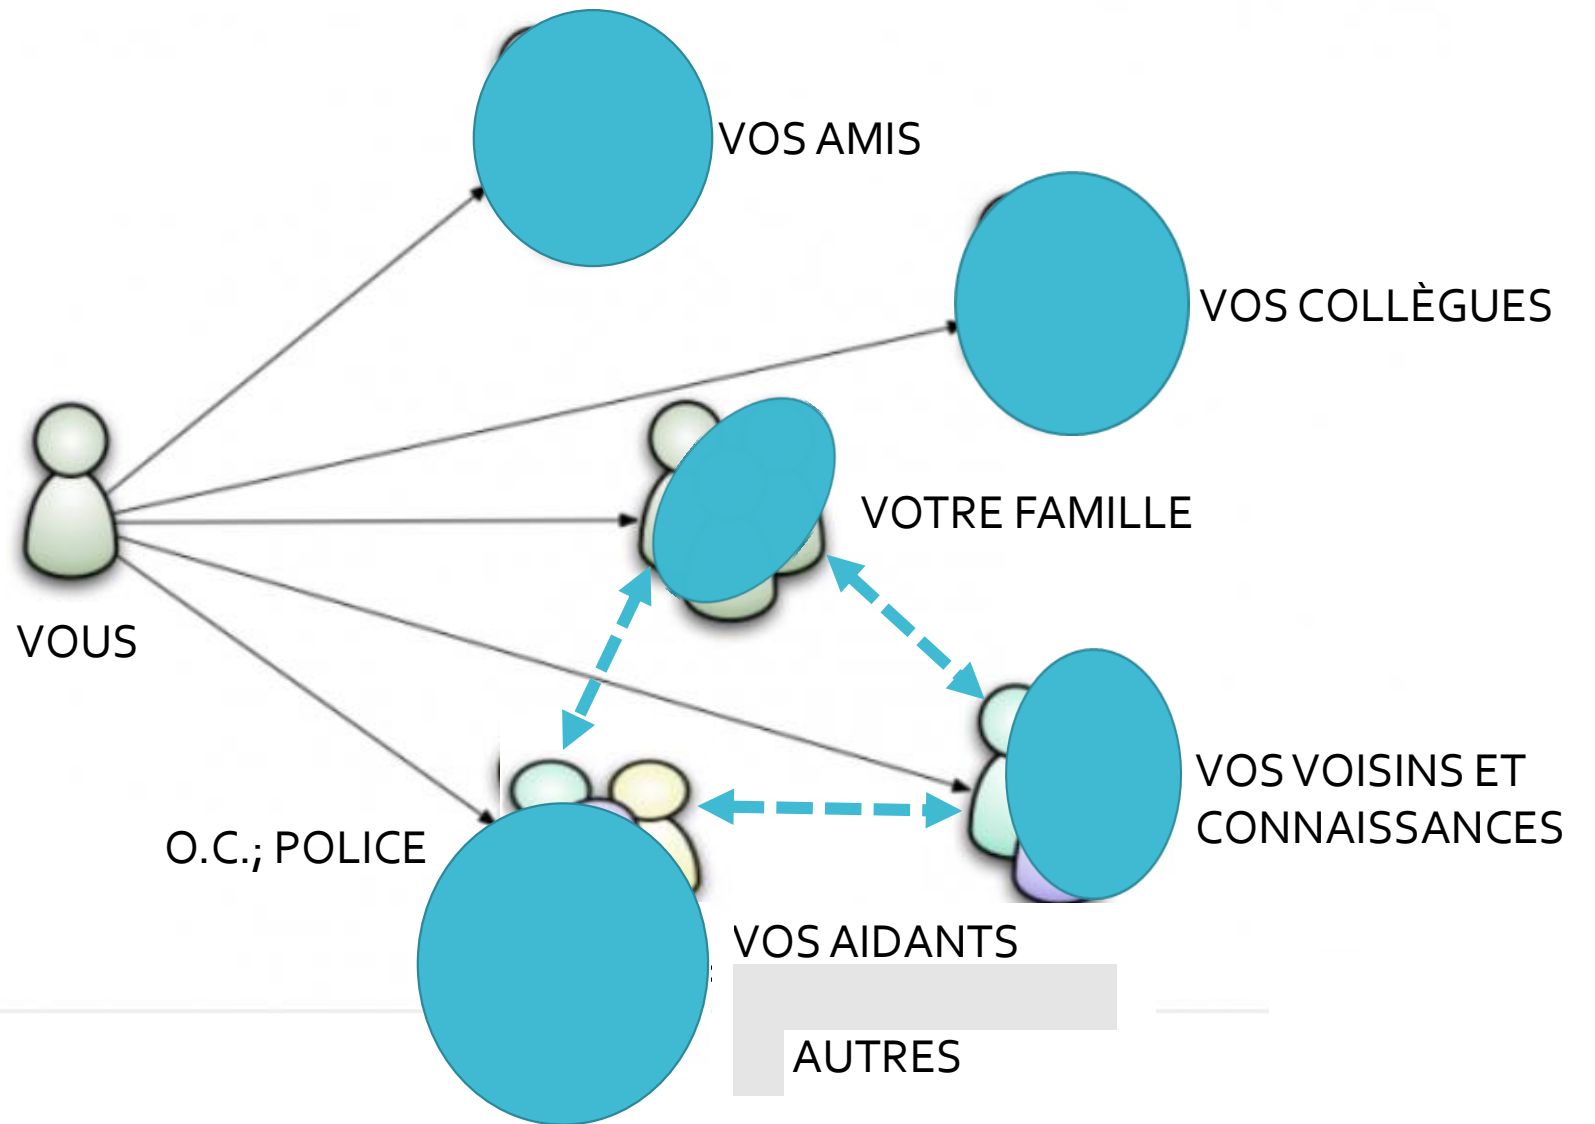 VOS AMIS
VOS COLLÈGUES
VOTRE FAMILLE
VOUS
VOS VOISINS ET
CONNAISSANCES
O.C.; POLICE
VOS AIDANTS
AUTRES